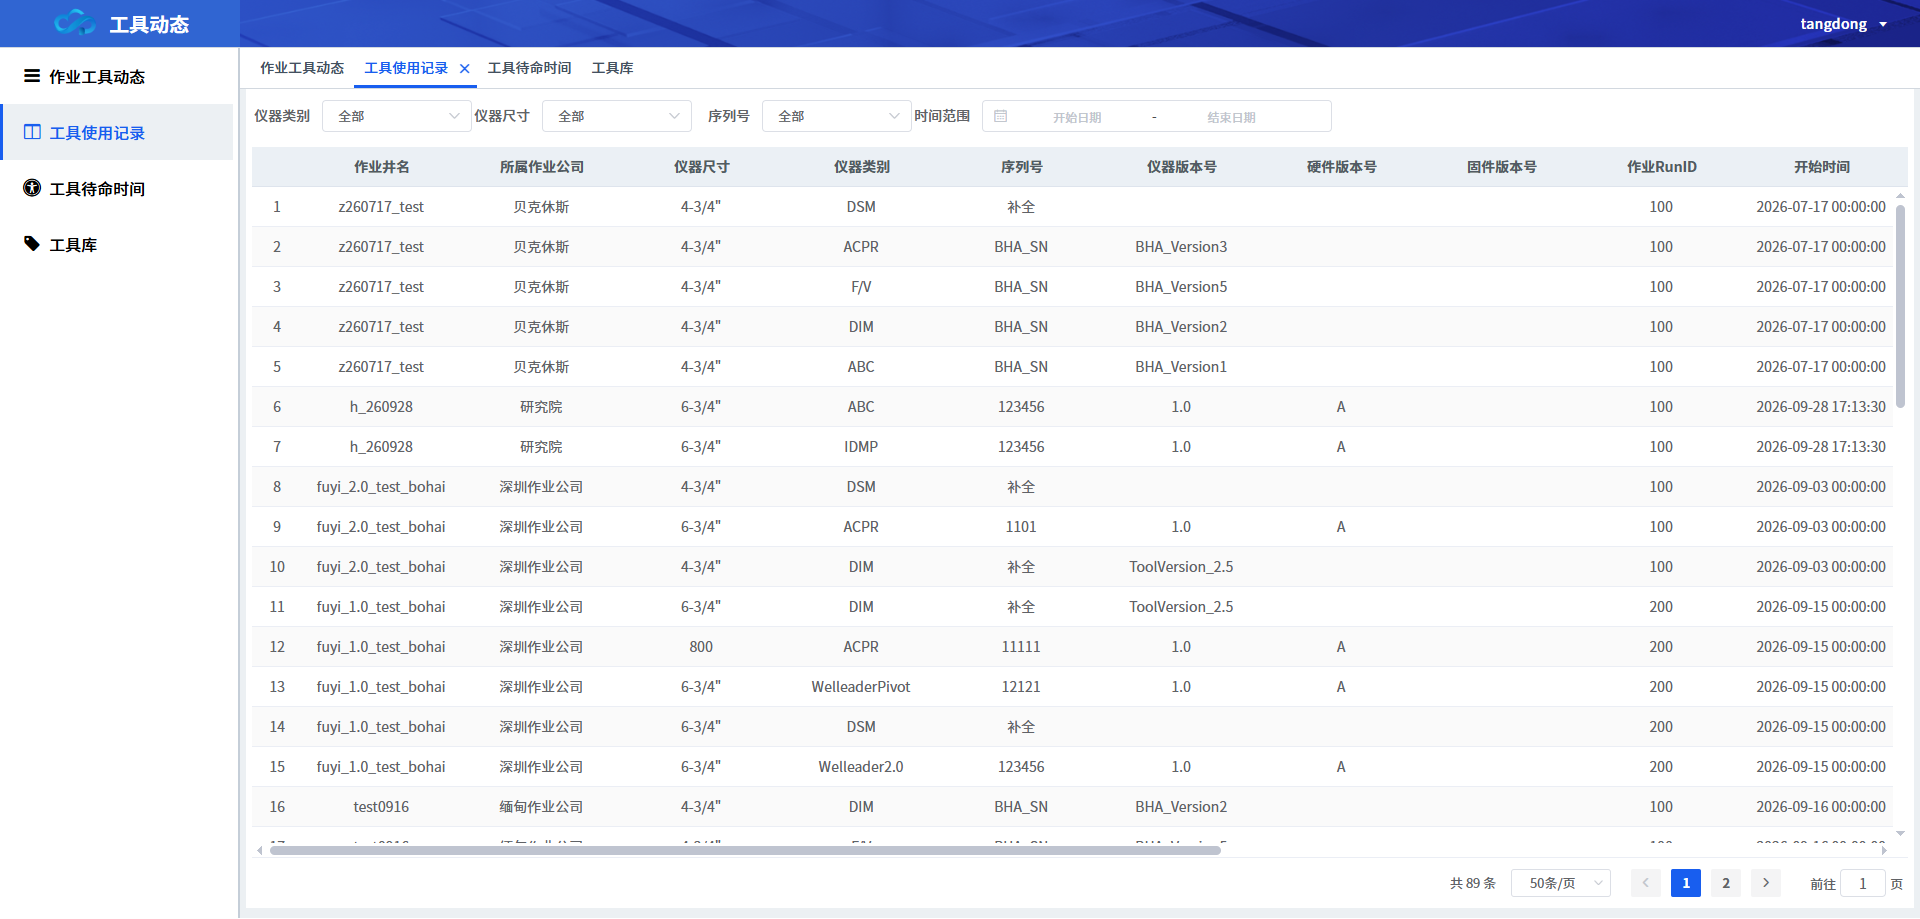 工具动态
tangdong
作业工具动态
工具使用记录
工具待命时间
工具库
作业工具动态 工具使用记录 工具待命时间 工具库
仪器类别 全部 仪器尺寸 全部 序列号 全部 时间范围 开始日期 - 结束日期
作业井名 所属作业公司 仪器尺寸 仪器类别 序列号 仪器版本号 硬件版本号 固件版本号 作业RunID 开始时间
1 z260717_test 贝克休斯 4-3/4" DSM 补全 100 2026-07-17 00:00:00
2 z260717_test 贝克休斯 4-3/4" ACPR BHA_SN BHA_Version3 100 2026-07-17 00:00:00
3 z260717_test 贝克休斯 4-3/4" F/V BHA_SN BHA_Version5 100 2026-07-17 00:00:00
4 z260717_test 贝克休斯 4-3/4" DIM BHA_SN BHA_Version2 100 2026-07-17 00:00:00
5 z260717_test 贝克休斯 4-3/4" ABC BHA_SN BHA_Version1 100 2026-07-17 00:00:00
6 h_260928 研究院 6-3/4" ABC 123456 1.0 A 100 2026-09-28 17:13:30
7 h_260928 研究院 6-3/4" IDMP 123456 1.0 A 100 2026-09-28 17:13:30
8 fuyi_2.0_test_bohai 深圳作业公司 4-3/4" DSM 补全 100 2026-09-03 00:00:00
9 fuyi_2.0_test_bohai 深圳作业公司 6-3/4" ACPR 1101 1.0 A 100 2026-09-03 00:00:00
10 fuyi_2.0_test_bohai 深圳作业公司 4-3/4" DIM 补全 ToolVersion_2.5 100 2026-09-03 00:00:00
11 fuyi_1.0_test_bohai 深圳作业公司 6-3/4" DIM 补全 ToolVersion_2.5 200 2026-09-15 00:00:00
12 fuyi_1.0_test_bohai 深圳作业公司 800 ACPR 11111 1.0 A 200 2026-09-15 00:00:00
13 fuyi_1.0_test_bohai 深圳作业公司 6-3/4" WelleaderPivot 12121 1.0 A 200 2026-09-15 00:00:00
14 fuyi_1.0_test_bohai 深圳作业公司 6-3/4" DSM 补全 200 2026-09-15 00:00:00
15 fuyi_1.0_test_bohai 深圳作业公司 6-3/4" Welleader2.0 123456 1.0 A 200 2026-09-15 00:00:00
16 test0916 缅甸作业公司 4-3/4" DIM BHA_SN BHA_Version2 100 2026-09-16 00:00:00
共 89 条 50条/页 1 2 前往 1 页